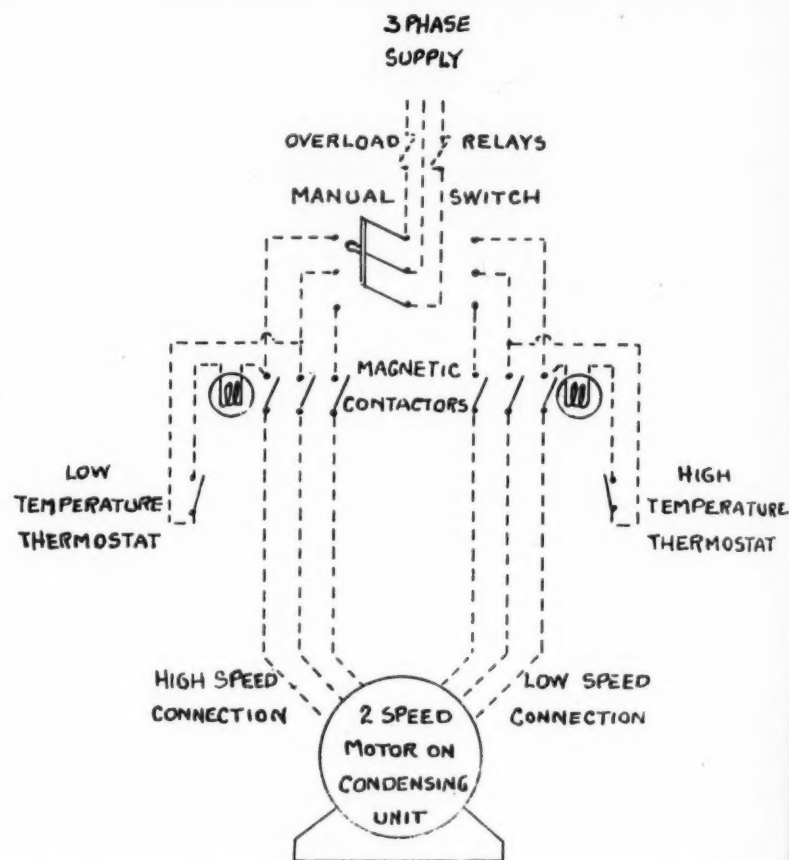 3 PHASE
SUPPLY
OVERLOAD RELAYS
MANUAL SWITCH
MAGNETIC
CONTACTORS
LOW
TEMPERATURE
THERMOSTAT
HIGH
TEMPERATURE
THERMOSTAT
HIGH SPEED
CONNECTION
LOW SPEED
CONNECTION
2 SPEED
MOTOR ON
CONDENSING
UNIT